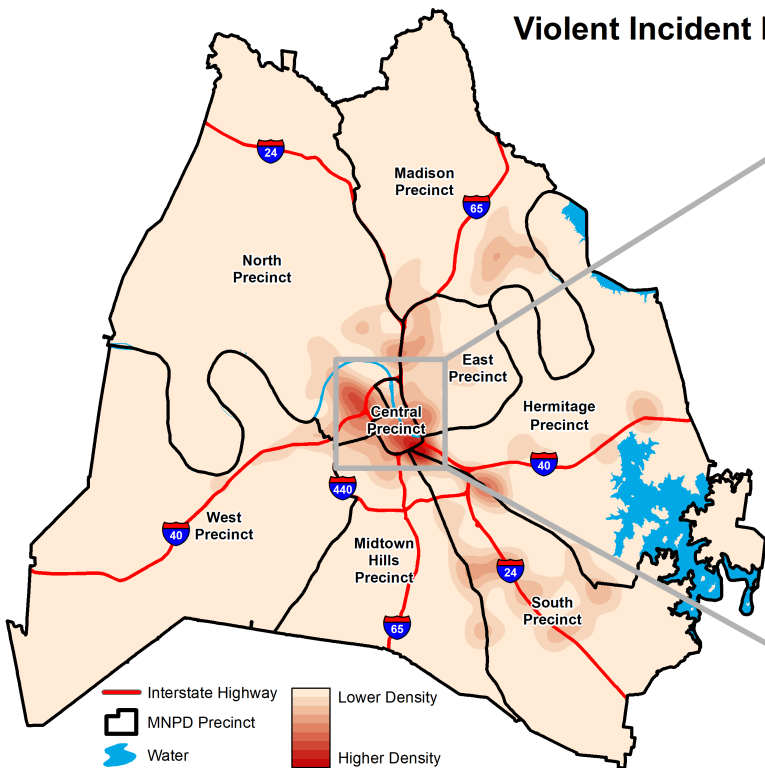 Violent Incident
24
Madison
Precinct
65
North
Precinct
East
Precinct
Central
Precinct
Hermitage
Precinct
40
440
West
Precinct
40
Midtown
Hills
Precinct
24
South
Precinct
65
Interstate Highway
MNPD Precinct
Water
Lower Density
Higher Density